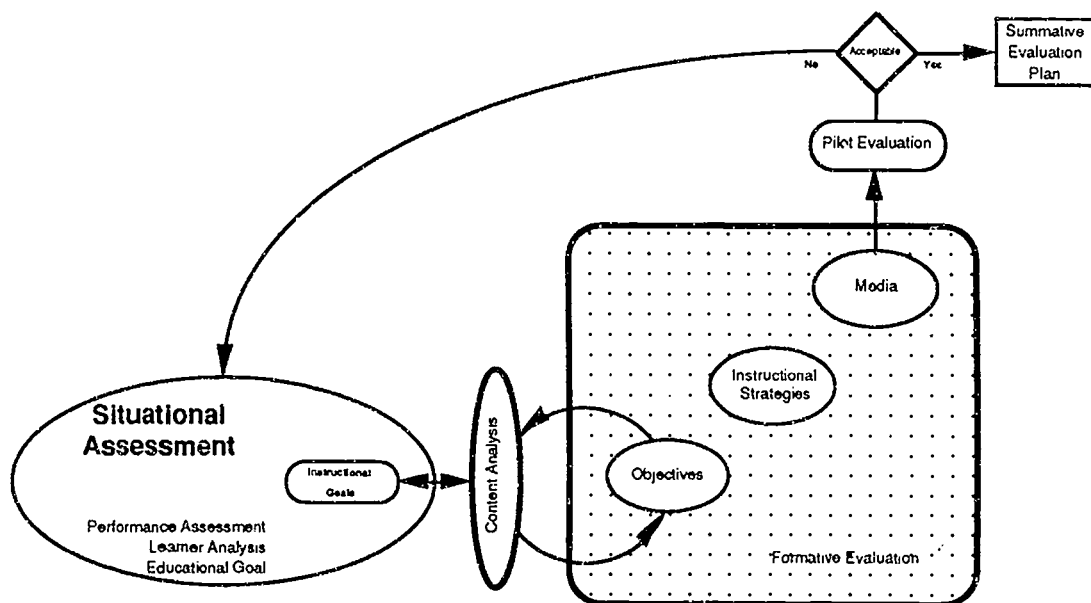 Acceptable
No
Yes
Summative
Evaluation
Plan
Pilot Evaluation
Media
Instructional
Strategies
Situational
Assessment
Instructional
Goals
Content Analysis
Objectives
Performance Assessment
Learner Analysis
Educational Goal
Formative Evaluation